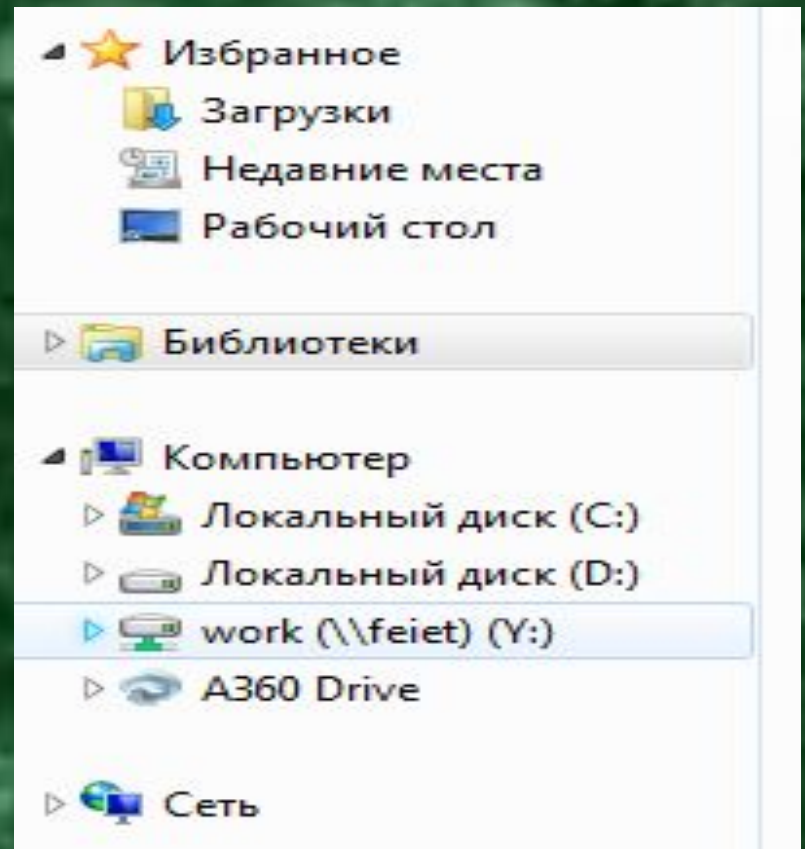 Избранное
Загрузки
Недавние места
Рабочий стол
Библиотеки
Компьютер
Локальный диск (C:)
Локальный диск (D:)
work (\\feiet) (Y:)
A360 Drive
Сеть